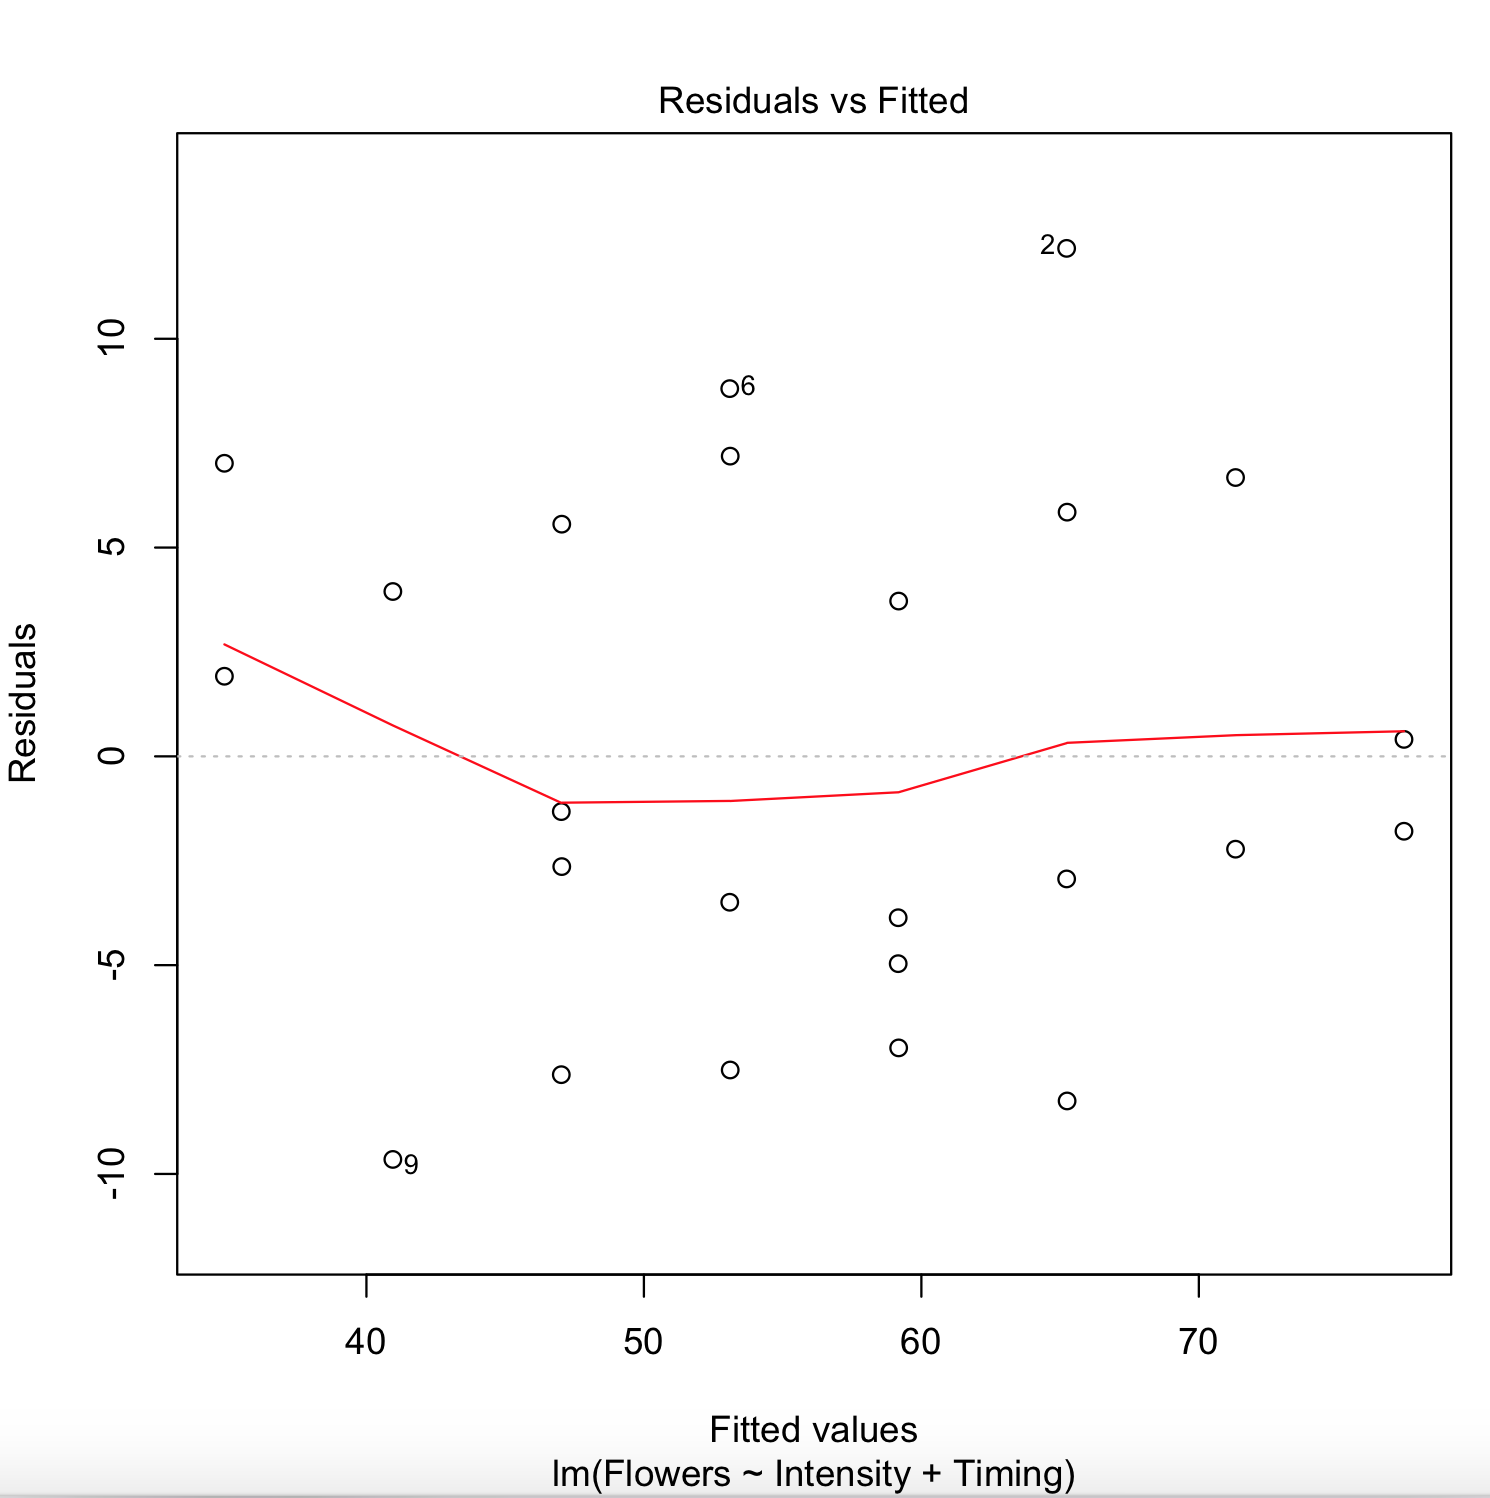 Residuals vs Fitted
Residuals
10
5
0
-5
-10
2
6
9
40 50 60 70
Fitted values
lm(Flowers ~ Intensity + Timing)